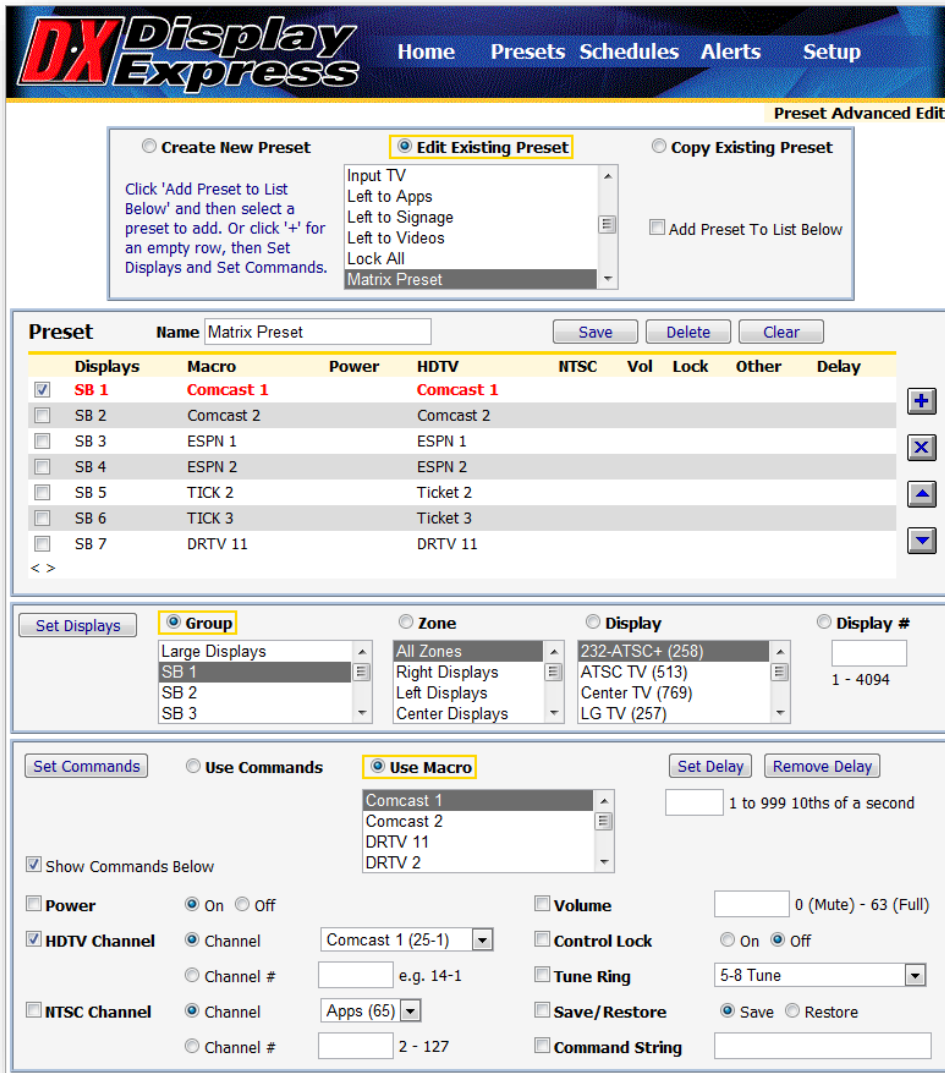 D·X Display Express
Home Presets Schedules Alerts Setup
Preset Advanced Edit
Create New Preset
Click 'Add Preset to List
Below' and then select a
preset to add. Or click '+' for
an empty row, then Set
Displays and Set Commands.
Edit Existing Preset
Input TV
Left to Apps
Left to Signage
Left to Videos
Lock All
Matrix Preset
Copy Existing Preset
Add Preset To List Below
Preset Name Matrix Preset Save Delete Clear
Displays Macro Power HDTV NTSC Vol Lock Other Delay
SB 1 Comcast 1 Comcast 1
SB 2 Comcast 2 Comcast 2
SB 3 ESPN 1 ESPN 1
SB 4 ESPN 2 ESPN 2
SB 5 TICK 2 Ticket 2
SB 6 TICK 3 Ticket 3
SB 7 DRTV 11 DRTV 11
< >
+
x
Set Displays
Group
Large Displays
SB 1
SB 2
SB 3
Zone
All Zones
Right Displays
Left Displays
Center Displays
Display
232-ATSC+ (258)
ATSC TV (513)
Center TV (769)
LG TV (257)
Display #
1 - 4094
Set Commands Use Commands Use Macro Set Delay Remove Delay
Comcast 1
Comcast 2
DRTV 11
DRTV 2
1 to 999 10ths of a second
Show Commands Below
Power On Off
HDTV Channel Channel Comcast 1 (25-1)
Channel # e.g. 14-1
NTSC Channel Channel Apps (65)
Channel # 2 - 127
Volume 0 (Mute) - 63 (Full)
Control Lock On Off
Tune Ring 5-8 Tune
Save/Restore Save Restore
Command String